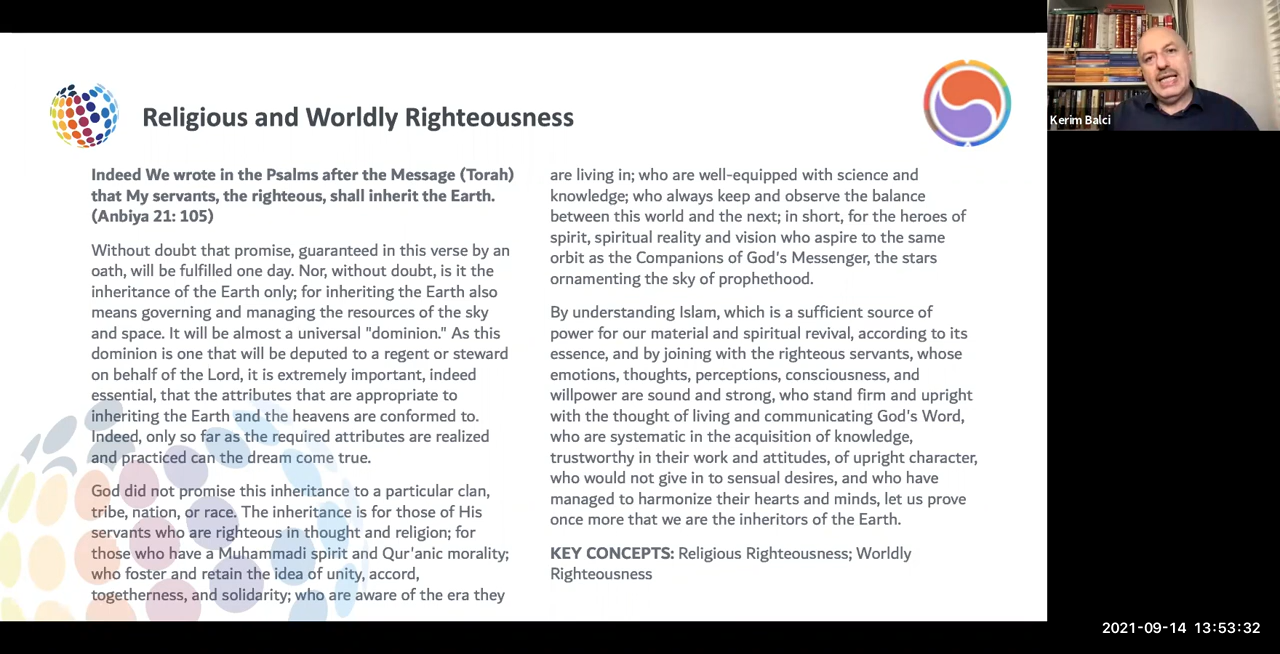 Religious and Worldly Righteousness
Indeed We wrote in the Psalms after the Message (Torah)
that My servants, the righteous, shall inherit the Earth.
(Anbiya 21: 105)
Without doubt that promise, guaranteed in this verse by an
oath, will be fulfilled one day. Nor, without doubt, is it the
inheritance of the Earth only; for inheriting the Earth also
means governing and managing the resources of the sky
and space. It will be almost a universal "dominion." As this
dominion is one that will be deputed to a regent or steward
on behalf of the Lord, it is extremely important, indeed
essential, that the attributes that are appropriate to
inheriting the Earth and the heavens are conformed to.
Indeed, only so far as the required attributes are realized
and practiced can the dream come true.
God did not promise this inheritance to a particular clan,
tribe, nation, or race. The inheritance is for those of His
servants who are righteous in thought and religion; for
those who have a Muhammadi spirit and Qur'anic morality;
who foster and retain the idea of unity, accord,
togetherness, and solidarity; who are aware of the era they
are living in; who are well-equipped with science and
knowledge; who always keep and observe the balance
between this world and the next; in short, for the heroes of
spirit, spiritual reality and vision who aspire to the same
orbit as the Companions of God's Messenger, the stars
ornamenting the sky of prophethood.
By understanding Islam, which is a sufficient source of
power for our material and spiritual revival, according to its
essence, and by joining with the righteous servants, whose
emotions, thoughts, perceptions, consciousness, and
willpower are sound and strong, who stand firm and upright
with the thought of living and communicating God's Word,
who are systematic in the acquisition of knowledge,
trustworthy in their work and attitudes, of upright character,
who would not give in to sensual desires, and who have
managed to harmonize their hearts and minds, let us prove
once more that we are the inheritors of the Earth.
KEY CONCEPTS: Religious Righteousness; Worldly
Righteousness
Kerim Balci
2021-09-14 13:53:32